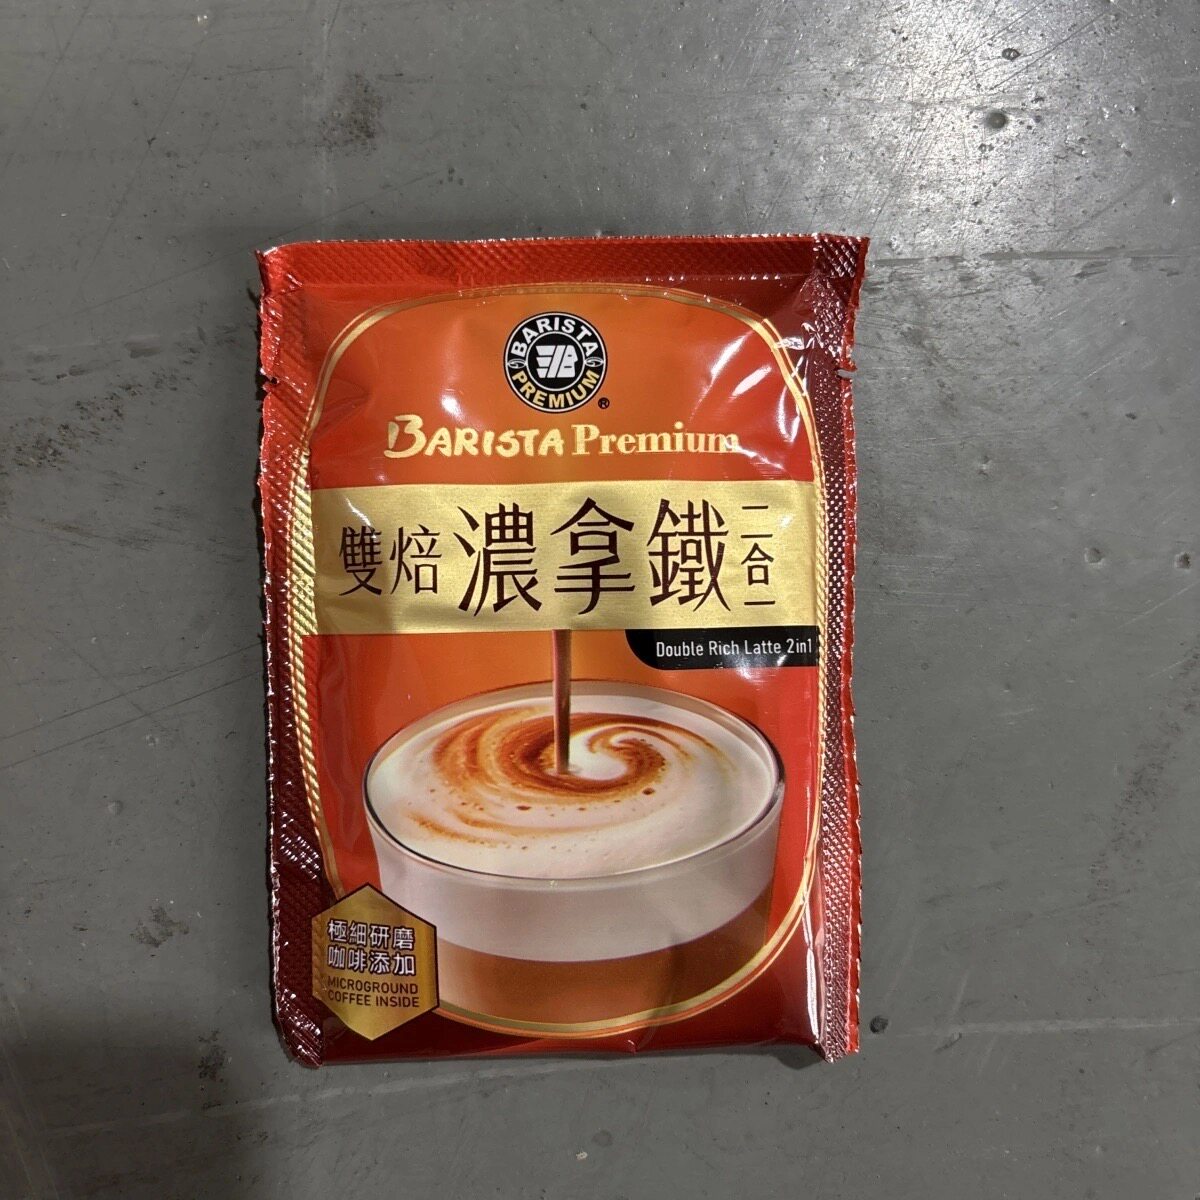 BARISTA
PREMIUM
®
BARISTA Premium
雙焙濃拿鐵二合一
Double Rich Latte 2in1
極細研磨
咖啡添加
MICROGROUND
COFFEE INSIDE